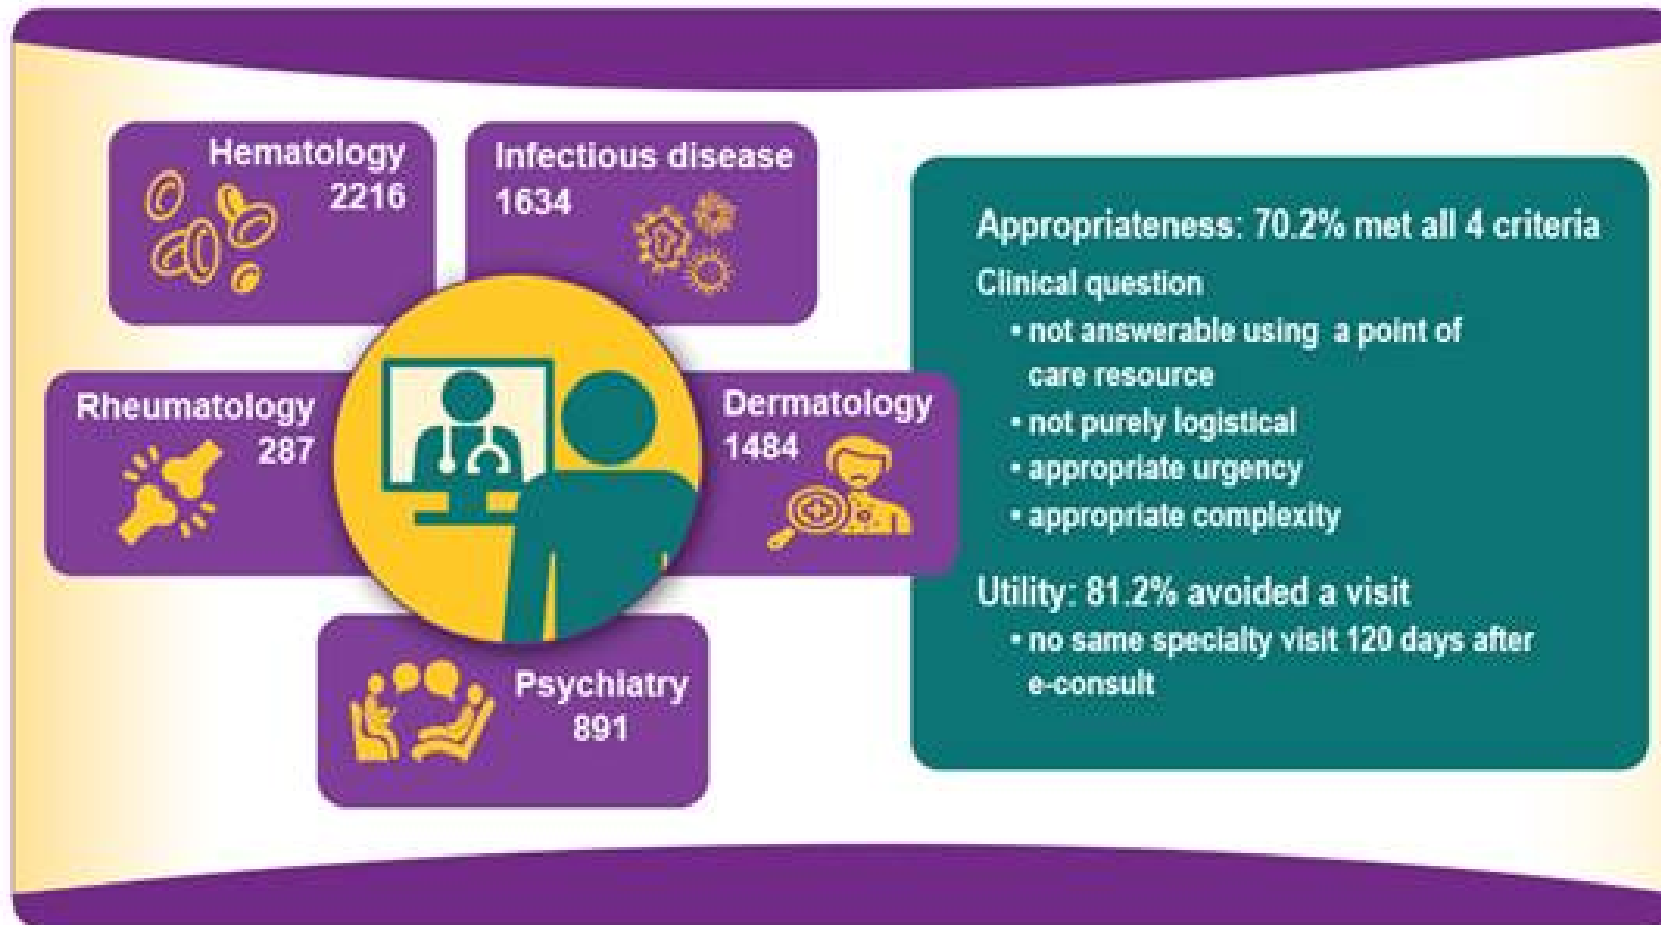 Hematology
2216
Infectious disease
1634
Rheumatology
287
Dermatology
1484
Psychiatry
891
Appropriateness: 70.2% met all 4 criteria
Clinical question
• not answerable using a point of
care resource
• not purely logistical
• appropriate urgency
• appropriate complexity
Utility: 81.2% avoided a visit
• no same specialty visit 120 days after
e-consult